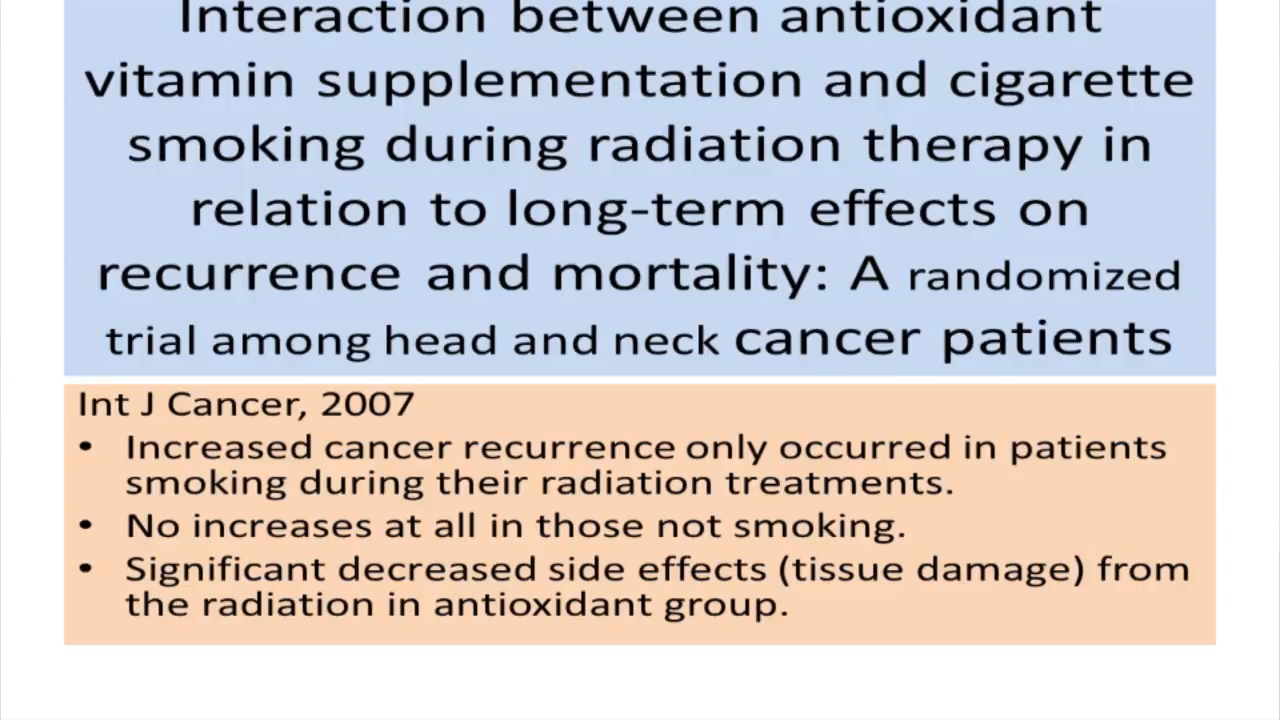 Interaction between antioxidant
vitamin supplementation and cigarette
smoking during radiation therapy in
relation to long-term effects on
recurrence and mortality: A randomized
trial among head and neck cancer patients
Int J Cancer, 2007
• Increased cancer recurrence only occurred in patients
smoking during their radiation treatments.
• No increases at all in those not smoking.
• Significant decreased side effects (tissue damage) from
the radiation in antioxidant group.